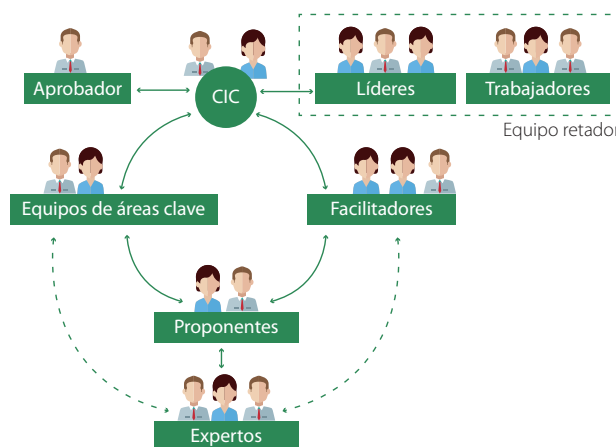 Aprobador
CIC
Líderes
Trabajadores
Equipo retador
Equipos de áreas clave
Facilitadores
Proponentes
Expertos